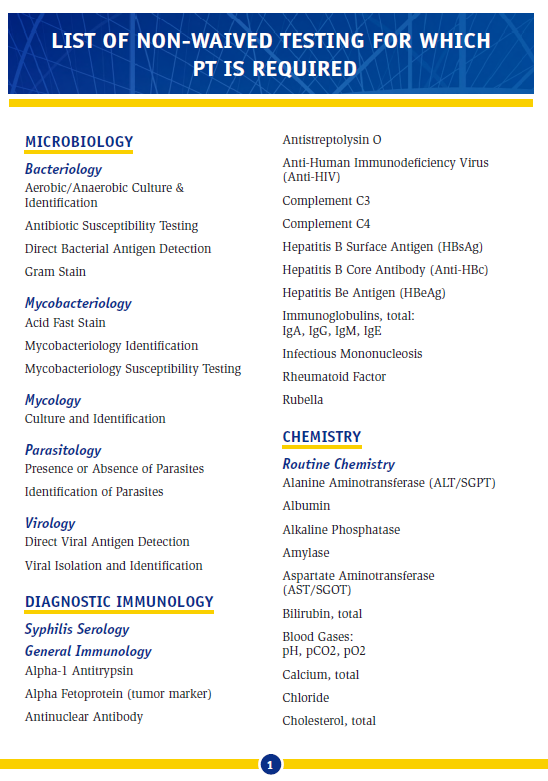 LIST OF NON-WAIVED TESTING FOR WHICH
PT IS REQUIRED
MICROBIOLOGY
Bacteriology
Aerobic/Anaerobic Culture &
Identification
Antibiotic Susceptibility Testing
Direct Bacterial Antigen Detection
Gram Stain
Mycobacteriology
Acid Fast Stain
Mycobacteriology Identification
Mycobacteriology Susceptibility Testing
Mycology
Culture and Identification
Parasitology
Presence or Absence of Parasites
Identification of Parasites
Virology
Direct Viral Antigen Detection
Viral Isolation and Identification
DIAGNOSTIC IMMUNOLOGY
Syphilis Serology
General Immunology
Alpha-1 Antitrypsin
Alpha Fetoprotein (tumor marker)
Antinuclear Antibody
Antistreptolysin O
Anti-Human Immunodeficiency Virus
(Anti-HIV)
Complement C3
Complement C4
Hepatitis B Surface Antigen (HBsAg)
Hepatitis B Core Antibody (Anti-HBc)
Hepatitis Be Antigen (HBeAg)
Immunoglobulins, total:
IgA, IgG, IgM, IgE
Infectious Mononucleosis
Rheumatoid Factor
Rubella
CHEMISTRY
Routine Chemistry
Alanine Aminotransferase (ALT/SGPT)
Albumin
Alkaline Phosphatase
Amylase
Aspartate Aminotransferase
(AST/SGOT)
Bilirubin, total
Blood Gases:
pH, pCO2, pO2
Calcium, total
Chloride
Cholesterol, total
1